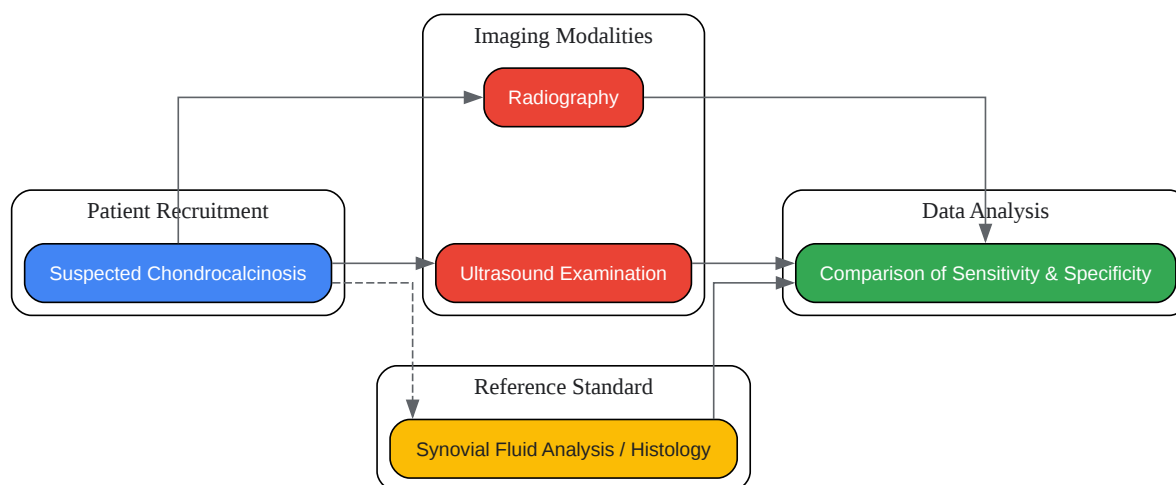 Imaging Modalities
Radiography
Patient Recruitment
Suspected Chondrocalcinosis
Ultrasound Examination
Data Analysis
Comparison of Sensitivity & Specificity
Reference Standard
Synovial Fluid Analysis / Histology